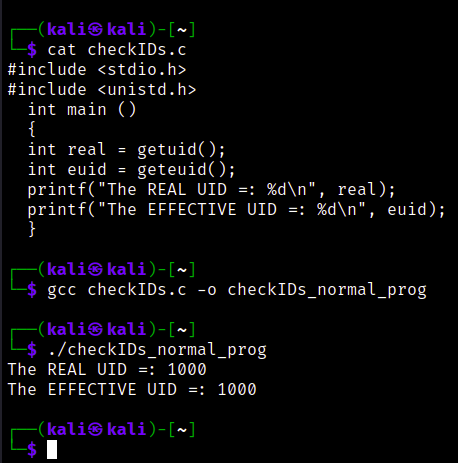 ┌──(kali㉿kali)-[~]
└─$ cat checkIDs.c
#include <stdio.h>
#include <unistd.h>
  int main ()
  {
  int real = getuid();
  int euid = geteuid();
  printf("The REAL UID =: %d\n", real);
  printf("The EFFECTIVE UID =: %d\n", euid);
  }
┌──(kali㉿kali)-[~]
└─$ gcc checkIDs.c -o checkIDs_normal_prog
┌──(kali㉿kali)-[~]
└─$ ./checkIDs_normal_prog
The REAL UID =: 1000
The EFFECTIVE UID =: 1000
┌──(kali㉿kali)-[~]
└─$